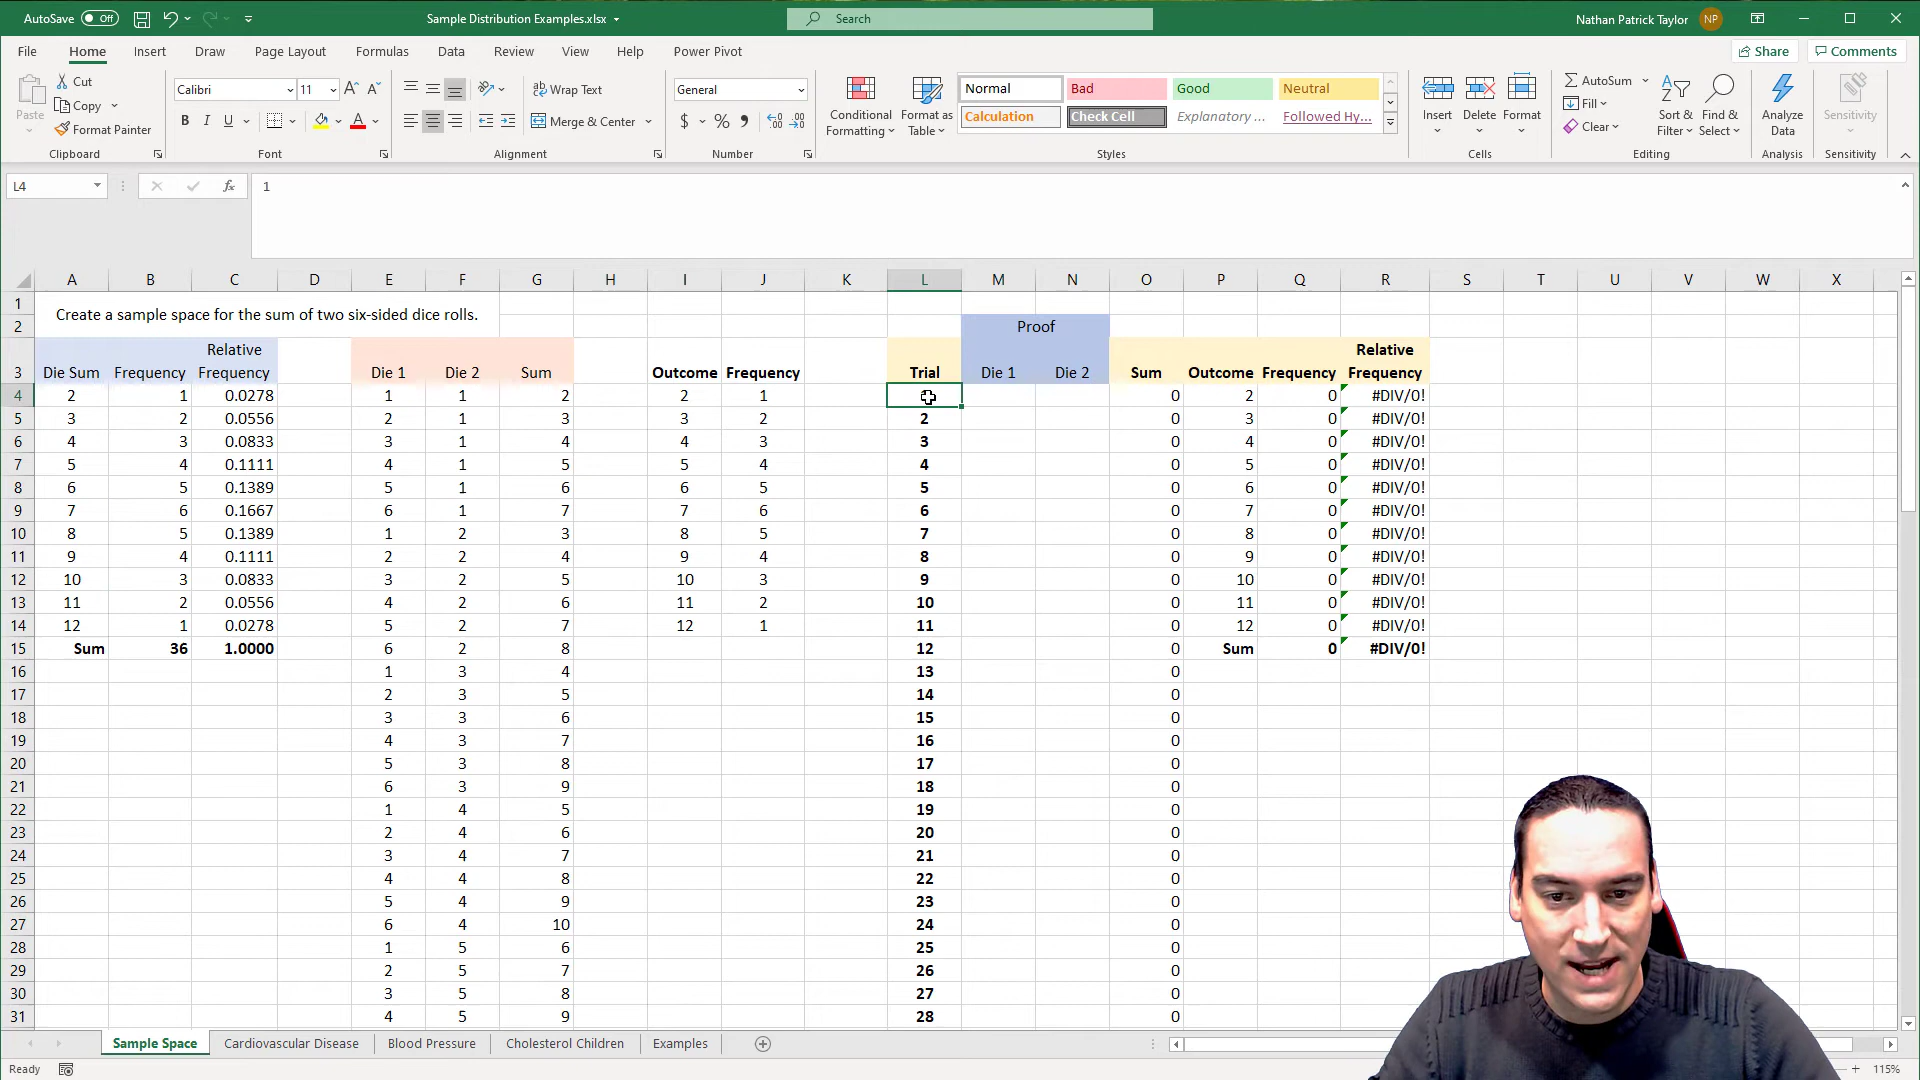 AutoSave Off Sample Distribution Examples.xlsx Search Nathan Patrick Taylor NP
File Home Insert Draw Page Layout Formulas Data Review View Help Power Pivot Share Comments
Paste Cut Copy Format Painter Clipboard
Calibri 11 B I U A Font
Wrap Text Merge & Center Alignment
General $ % Number
Conditional Formatting Format as Table
Normal Bad Good Neutral
Calculation Check Cell Explanatory ... Followed Hy...
Styles
Insert Delete Format Cells
AutoSum Fill Clear Sort & Filter Find & Select Editing
Analyze Data Analysis
Sensitivity Sensitivity
L4 fx 1
A B C D E F G H I J K L M N O P Q R S T U V W X
1 Create a sample space for the sum of two six-sided dice rolls.
2 Proof
3 Die Sum Frequency Relative Frequency Die 1 Die 2 Sum Outcome Frequency Trial Die 1 Die 2 Sum Outcome Frequency Relative Frequency
4 2 1 0.0278 1 1 2 2 1 0 2 0 #DIV/0!
5 3 2 0.0556 2 1 3 3 2 2 0 3 0 #DIV/0!
6 4 3 0.0833 3 1 4 4 3 3 0 4 0 #DIV/0!
7 5 4 0.1111 4 1 5 5 4 4 0 5 0 #DIV/0!
8 6 5 0.1389 5 1 6 6 5 5 0 6 0 #DIV/0!
9 7 6 0.1667 6 1 7 7 6 6 0 7 0 #DIV/0!
10 8 5 0.1389 1 2 3 8 5 7 0 8 0 #DIV/0!
11 9 4 0.1111 2 2 4 9 4 8 0 9 0 #DIV/0!
12 10 3 0.0833 3 2 5 10 3 9 0 10 0 #DIV/0!
13 11 2 0.0556 4 2 6 11 2 10 0 11 0 #DIV/0!
14 12 1 0.0278 5 2 7 12 1 11 0 12 0 #DIV/0!
15 Sum 36 1.0000 6 2 8 12 0 Sum 0 #DIV/0!
16 1 3 4 13 0
17 2 3 5 14 0
18 3 3 6 15 0
19 4 3 7 16 0
20 5 3 8 17 0
21 6 3 9 18 0
22 1 4 5 19 0
23 2 4 6 20 0
24 3 4 7 21 0
25 4 4 8 22 0
26 5 4 9 23 0
27 6 4 10 24 0
28 1 5 6 25 0
29 2 5 7 26 0
30 3 5 8 27 0
31 4 5 9 28 0
Sample Space Cardiovascular Disease Blood Pressure Cholesterol Children Examples
Ready 115%